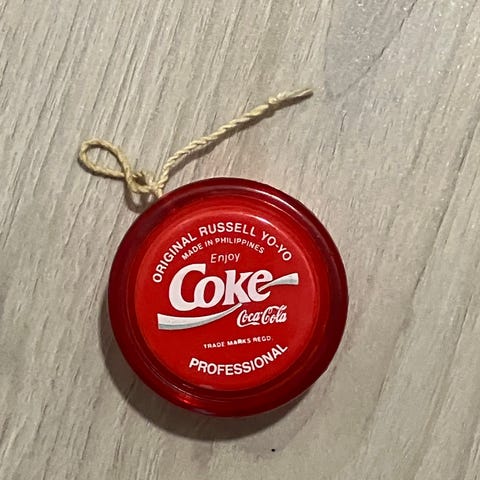 ORIGINAL RUSSELL YO-YO
MADE IN PHILIPPINES
Enjoy
Coke
Coca-Cola
TRADE MARKS REGD.
PROFESSIONAL